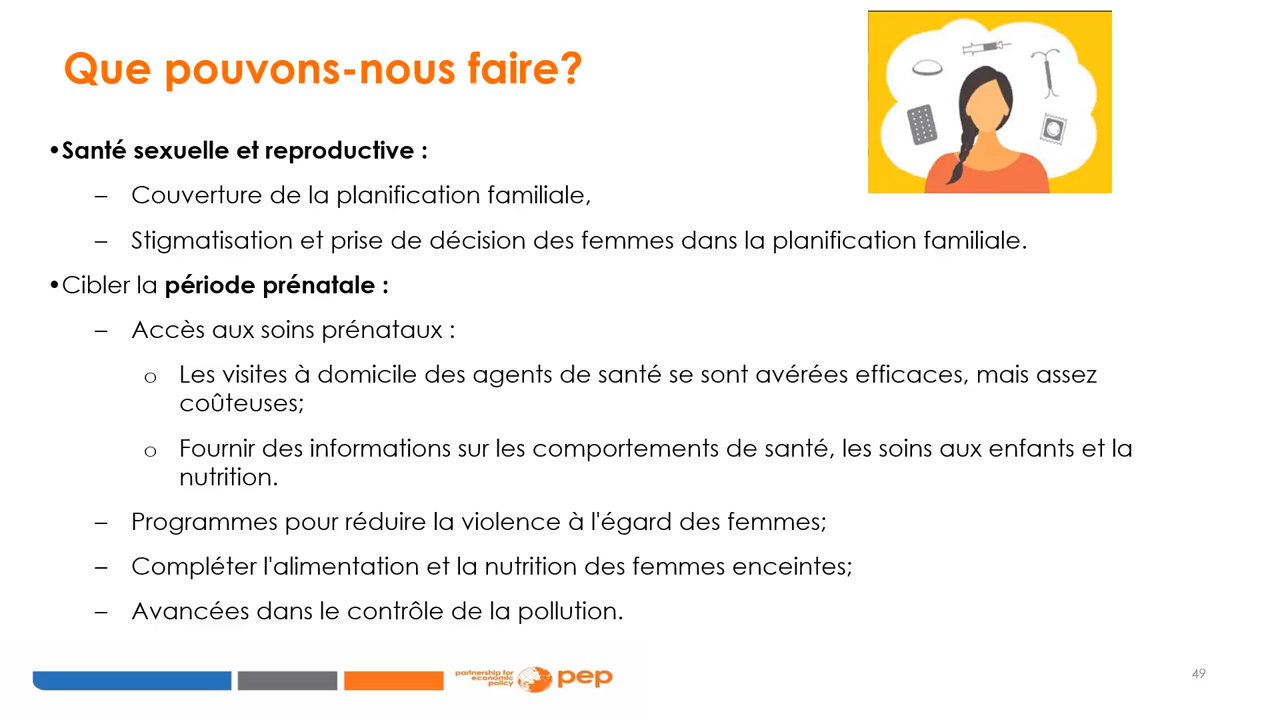 Que pouvons-nous faire?
•Santé sexuelle et reproductive :
– Couverture de la planification familiale,
– Stigmatisation et prise de décision des femmes dans la planification familiale.
•Cibler la période prénatale :
– Accès aux soins prénataux :
o Les visites à domicile des agents de santé se sont avérées efficaces, mais assez
coûteuses;
o Fournir des informations sur les comportements de santé, les soins aux enfants et la
nutrition.
– Programmes pour réduire la violence à l'égard des femmes;
– Compléter l'alimentation et la nutrition des femmes enceintes;
– Avancées dans le contrôle de la pollution.
partnership for
economic
policy
pep
49